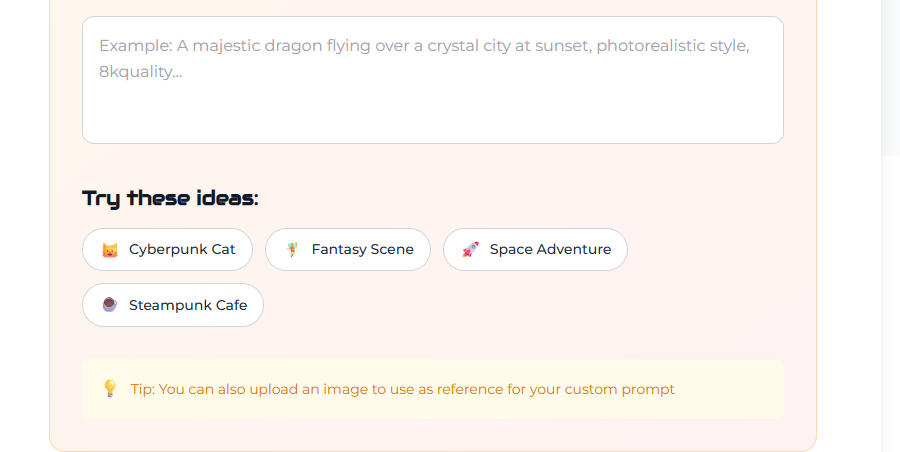 Example: A majestic dragon flying over a crystal city at sunset, photorealistic style,
8kquality...
Try these ideas:
Cyberpunk Cat
Fantasy Scene
Space Adventure
Steampunk Cafe
Tip: You can also upload an image to use as reference for your custom prompt